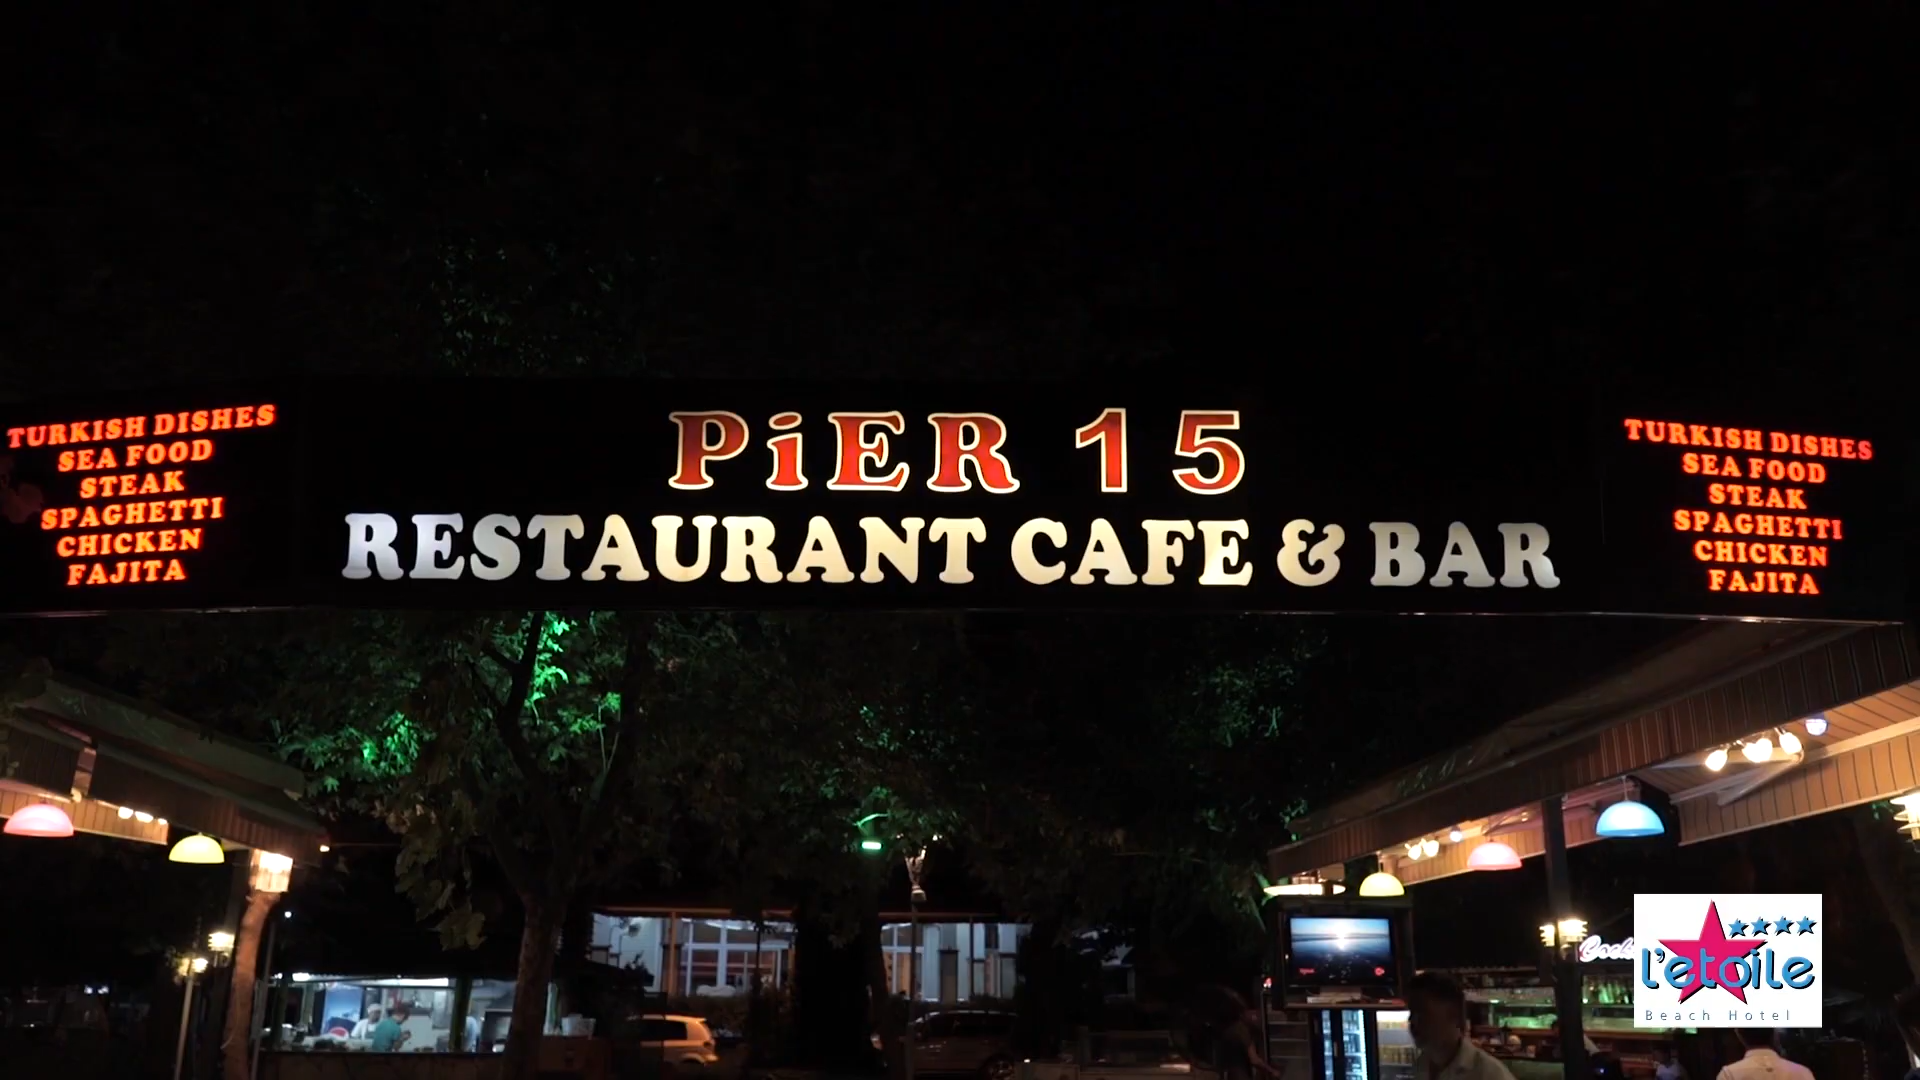 PiER 15
RESTAURANT CAFE & BAR
TURKISH DISHES
SEA FOOD
STEAK
SPAGHETTI
CHICKEN
FAJITA
TURKISH DISHES
SEA FOOD
STEAK
SPAGHETTI
CHICKEN
FAJITA
l'etoile
Beach Hotel